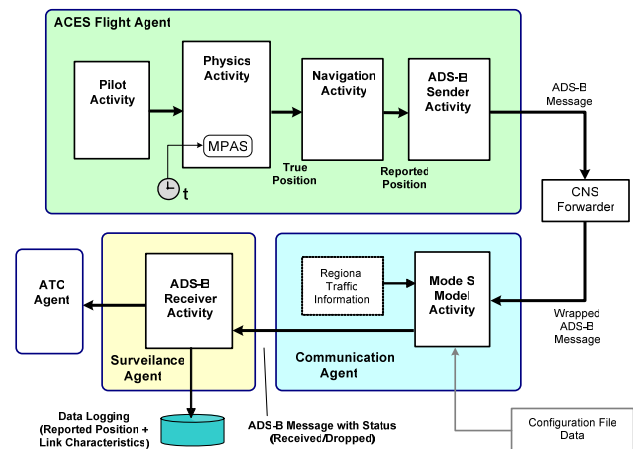 ACES Flight Agent
Pilot
Activity
Physics
Activity
MPAS
t
Navigation
Activity
ADS-B
Sender
Activity
True
Position
Reported
Position
ADS-B
Message
CNS
Forwarder
ATC
Agent
ADS-B
Receiver
Activity
Surveilance
Agent
Regiona
Traffic
Information
Mode S
Model
Activity
Communication
Agent
Wrapped
ADS-B
Message
Data Logging
(Reported Position +
Link Characteristics)
ADS-B Message with Status
(Received/Dropped)
Configuration File
Data